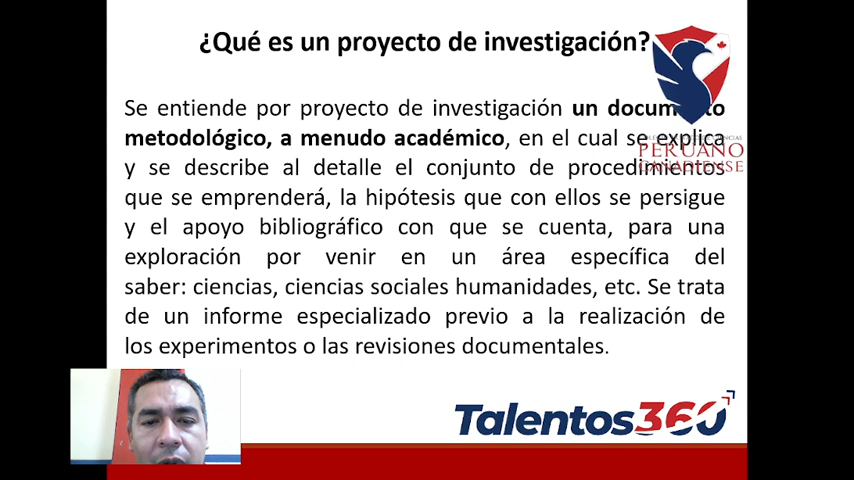 ¿Qué es un proyecto de investigación?
Se entiende por proyecto de investigación un documento
metodológico, a menudo académico, en el cual se explica
y se describe al detalle el conjunto de procedimientos
que se emprenderá, la hipótesis que con ellos se persigue
y el apoyo bibliográfico con que se cuenta, para una
exploración por venir en un área específica del
saber: ciencias, ciencias sociales humanidades, etc. Se trata
de un informe especializado previo a la realización de
los experimentos o las revisiones documentales.
PERUANO
CANADIENSE
Talentos360